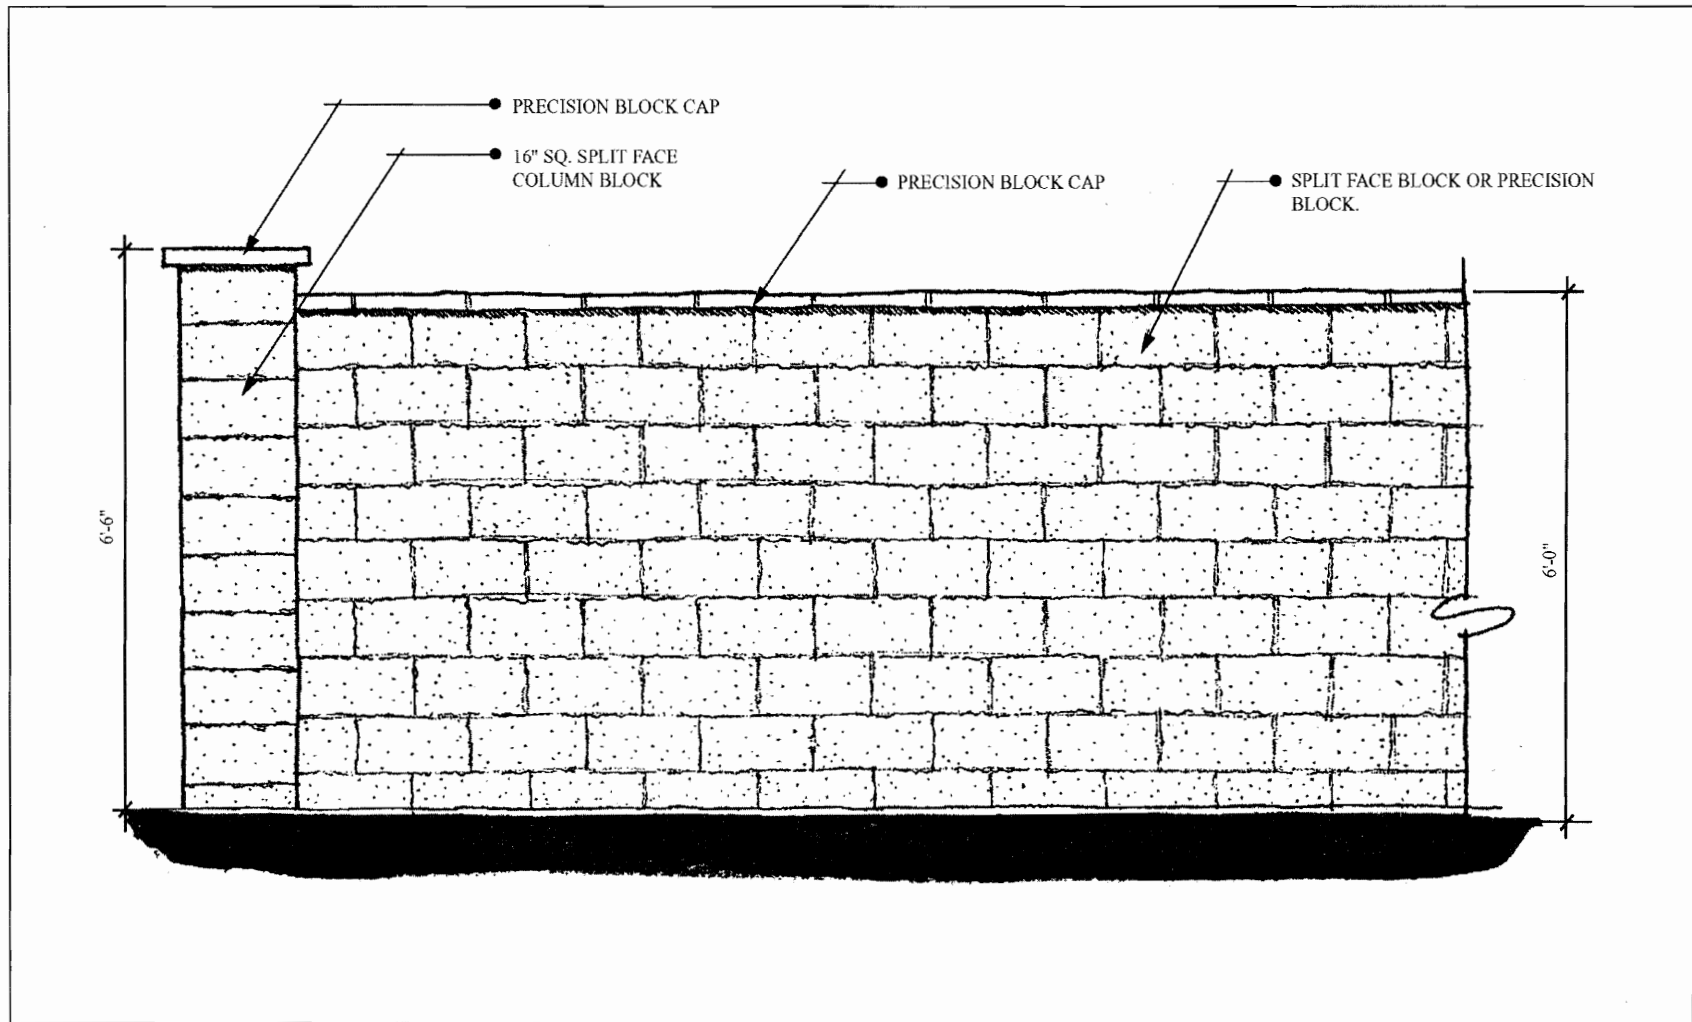 PRECISION BLOCK CAP
16" SQ. SPLIT FACE
COLUMN BLOCK
PRECISION BLOCK CAP
SPLIT FACE BLOCK OR PRECISION
BLOCK.
6'-6"
6'-0"